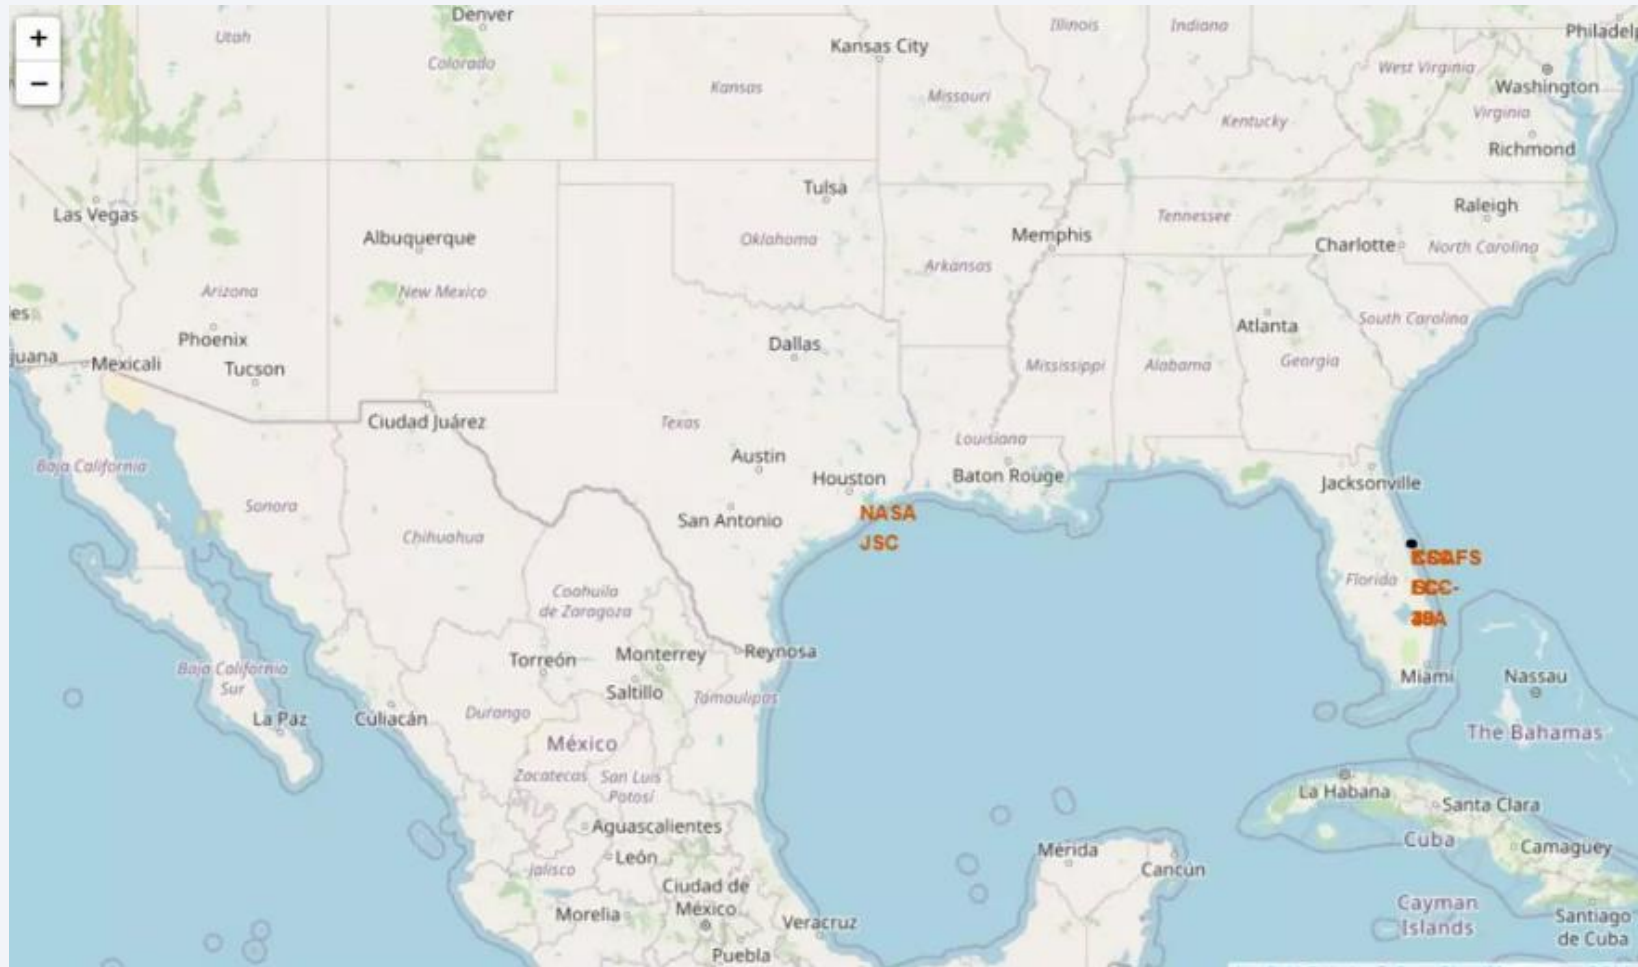 +
−
Denver
Utah
Colorado
Kansas City
Kansas
Missouri
Illinois
Indiana
Philadelp
West Virginia
Washington
Virginia
Kentucky
Richmond
Las Vegas
Albuquerque
Tulsa
Oklahoma
Memphis
Tennessee
Raleigh
Charlotte
North Carolina
Arkansas
Arizona
New Mexico
es
Phoenix
Tucson
juana
Mexicali
Dallas
Atlanta
South Carolina
Mississippi
Alabama
Georgia
Ciudad Juárez
Texas
Louisiana
Austin
Houston
Baton Rouge
Jacksonville
Baja California
Sonora
San Antonio
NASA
JSC
Chihuahua
Florida
Coahuila
de Zaragoza
Torreón
Monterrey
Reynosa
Saltillo
Tamaulipas
Miami
Nassau
Baja California
Sur
La Paz
Culiacán
Durango
México
The Bahamas
Zacatecas
San Luis
Potosí
La Habana
Santa Clara
Aguascalientes
León
Cuba
Camaguey
Mérida
Cancún
Jalisco
Ciudad de
México
Morelia
Veracruz
Puebla
Cayman
Islands
Santiago
de Cuba